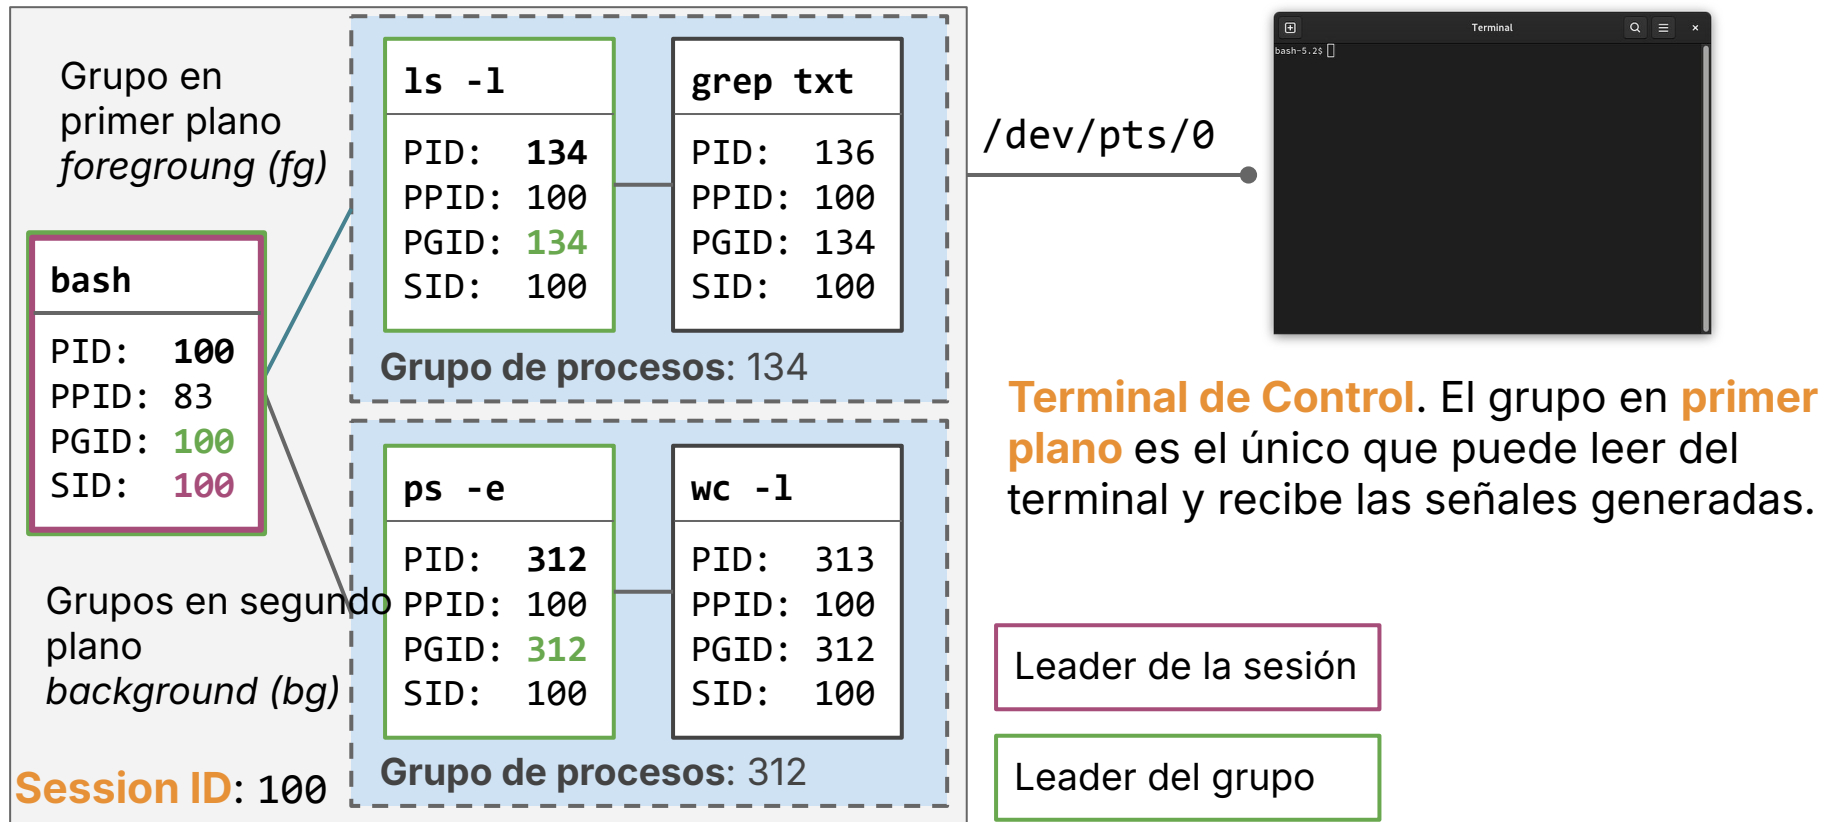 Grupo en
primer plano
foregroung (fg)
bash
PID: 100
PPID: 83
PGID: 100
SID: 100
Grupos en segundo
plano
background (bg)
Session ID: 100
ls -l
PID: 134
PPID: 100
PGID: 134
SID: 100
grep txt
PID: 136
PPID: 100
PGID: 134
SID: 100
Grupo de procesos: 134
ps -e
PID: 312
PPID: 100
PGID: 312
SID: 100
wc -l
PID: 313
PPID: 100
PGID: 312
SID: 100
Grupo de procesos: 312
/dev/pts/0
Terminal
bash-5.2$
Terminal de Control. El grupo en primer
plano es el único que puede leer del
terminal y recibe las señales generadas.
Leader de la sesión
Leader del grupo